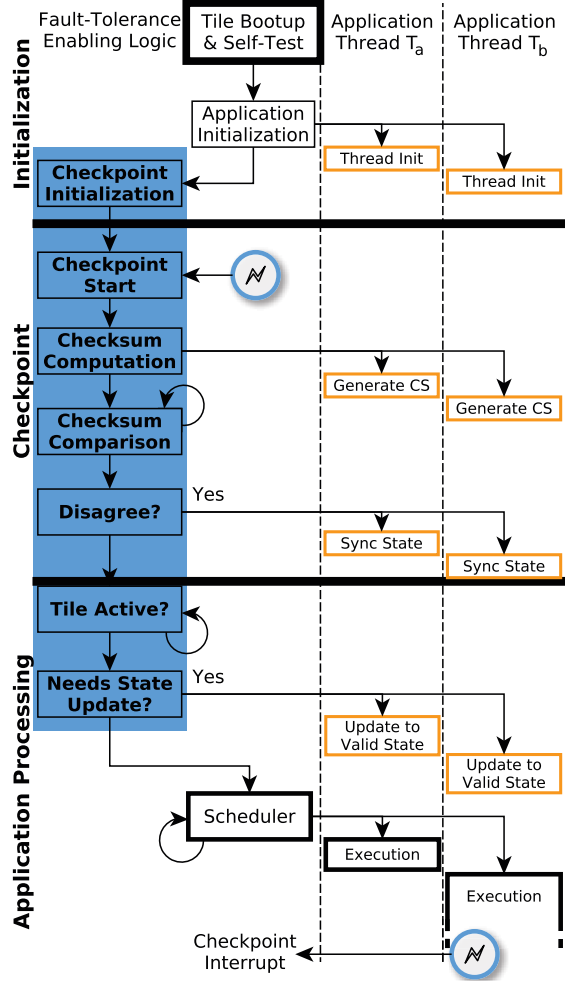 Fault-Tolerance
Enabling Logic
Tile Bootup
& Self-Test
Application
Thread Ta
Application
Thread Tb
Initialization
Application
Initialization
Thread Init
Thread Init
Checkpoint
Initialization
Checkpoint
Checkpoint
Start
Checksum
Computation
Generate CS
Generate CS
Checksum
Comparison
Disagree?
Yes
Sync State
Sync State
Application Processing
Tile Active?
Needs State
Update?
Yes
Update to
Valid State
Update to
Valid State
Scheduler
Execution
Execution
Checkpoint
Interrupt